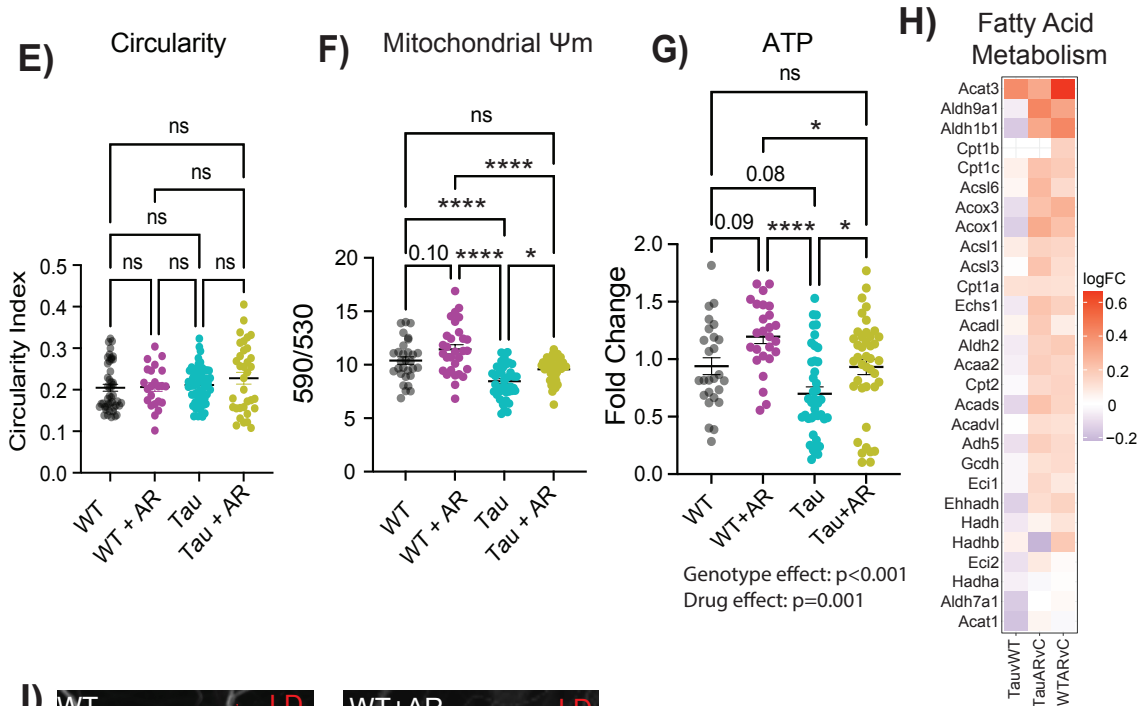 E)
Circularity
ns
ns
ns
ns
ns
ns
Circularity Index
0.5
0.4
0.3
0.2
0.1
0.0
WT
WT + AR
Tau
Tau + AR
F)
Mitochondrial Ψm
ns
****
****
0.10
****
*
590/530
20
15
10
5
0
WT
WT + AR
Tau
Tau + AR
G)
ATP
ns
*
0.08
0.09
****
*
Fold Change
2.0
1.5
1.0
0.5
0.0
WT
WT+AR
Tau
Tau+AR
Genotype effect: p<0.001
Drug effect: p=0.001
H)
Fatty Acid
Metabolism
Acat3
Aldh9a1
Aldh1b1
Cpt1b
Cpt1c
Acsl6
Acox3
Acox1
Acsl1
Acsl3
Cpt1a
Echs1
Acadl
Aldh2
Acaa2
Cpt2
Acads
Acadvl
Adh5
Gcdh
Eci1
Ehhadh
Hadh
Hadhb
Eci2
Hadha
Aldh7a1
Acat1
TauvWT
TauARvC
WTARvC
logFC
0.6
0.4
0.2
0
−0.2
I)
WT
LD
WT+AR
LD